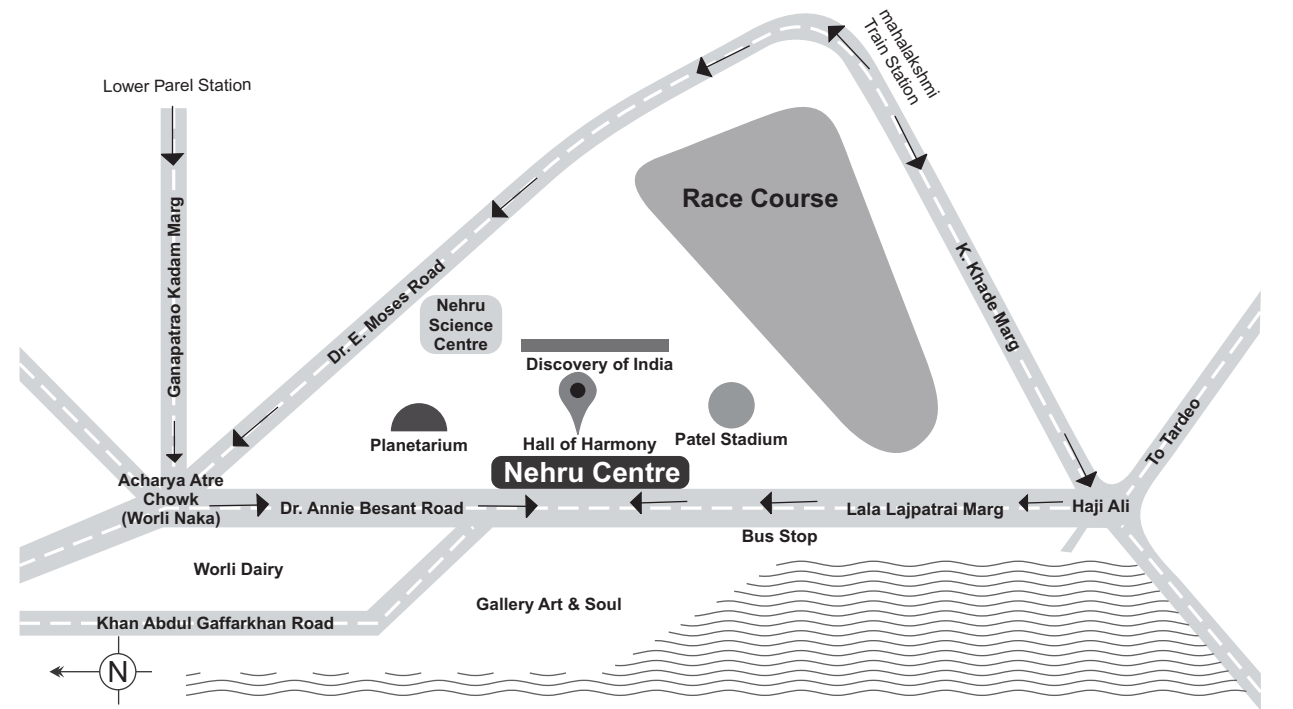 mahalakshmi
Train Station
Lower Parel Station
Ganapatrao Kadam Marg
Race Course
Dr. E. Moses Road
K. Khade Marg
Nehru
Science
Centre
Discovery of India
To Tardeo
Planetarium
Hall of Harmony
Patel Stadium
Nehru Centre
Acharya Atre
Chowk
(Worli Naka)
Dr. Annie Besant Road
Lala Lajpatrai Marg
Haji Ali
Bus Stop
Worli Dairy
Gallery Art & Soul
Khan Abdul Gaffarkhan Road
N